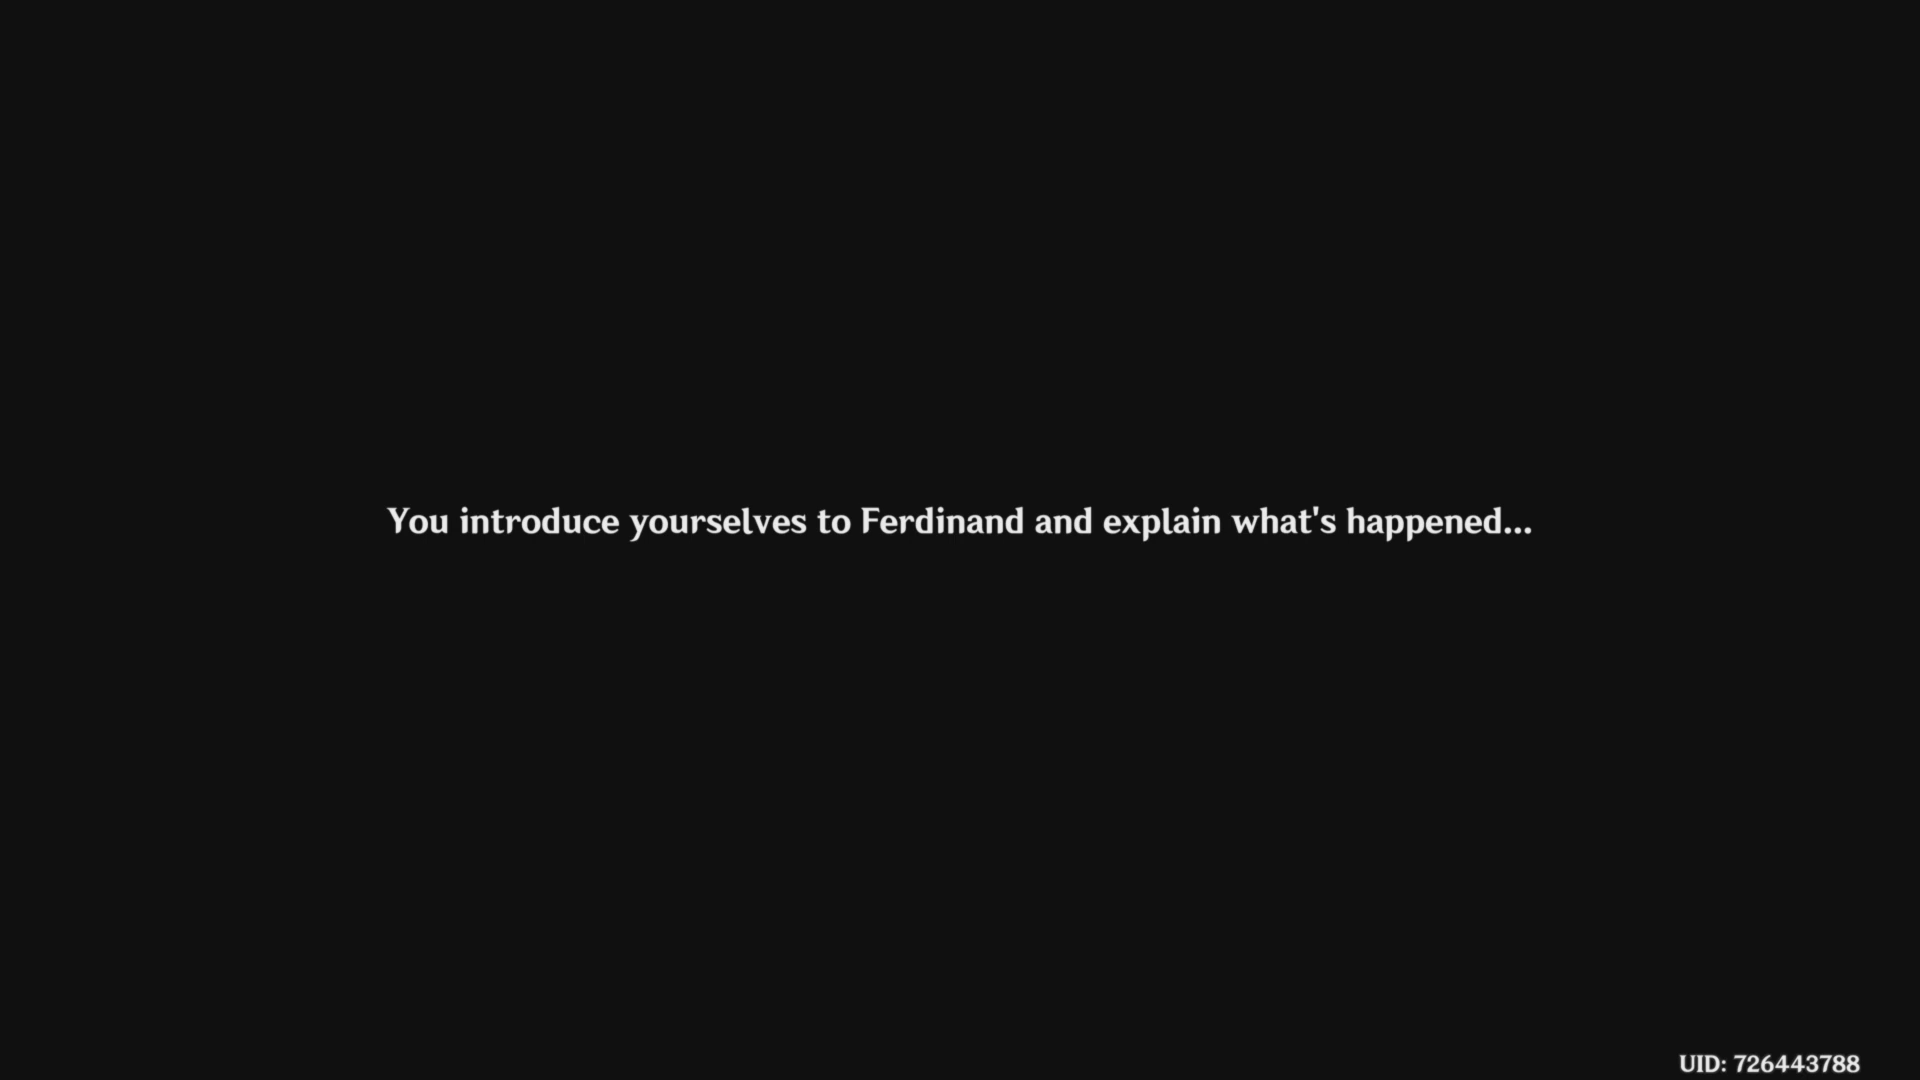 You introduce yourselves to Ferdinand and explain what's happened...
UID: 726443788